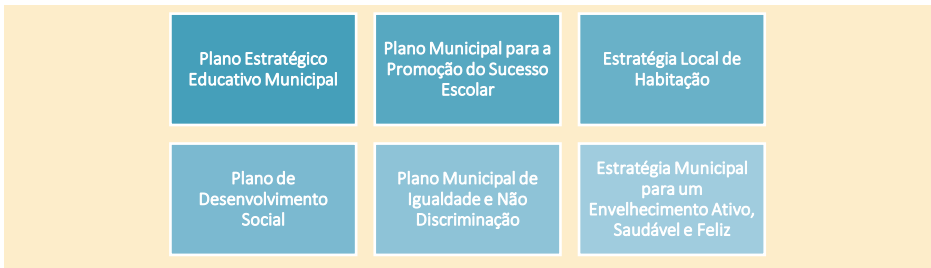 Plano Estratégico
Educativo Municipal
Plano Municipal para a
Promoção do Sucesso
Escolar
Estratégia Local de
Habitação
Plano de
Desenvolvimento
Social
Plano Municipal de
Igualdade e Não
Discriminação
Estratégia Municipal
para um
Envelhecimento Ativo,
Saudável e Feliz